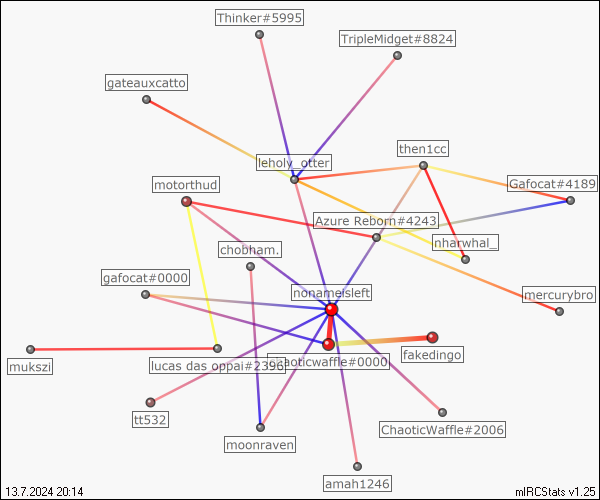 Thinker#5995
TripleMidget#8824
gateauxcatto
then1cc
leholy_otter
motorthud
Gafocat#4189
Azure Reborn#4243
nharwhal_
chobham.
gafocat#0000
nonameisleft
mercurybro
mukszi
lucas das oppai#2396
Chaoticwaffle#0000
fakedingo
tt532
ChaoticWaffle#2006
moonraven
amah1246
13.7.2024 20:14
mIRCStats v1.25